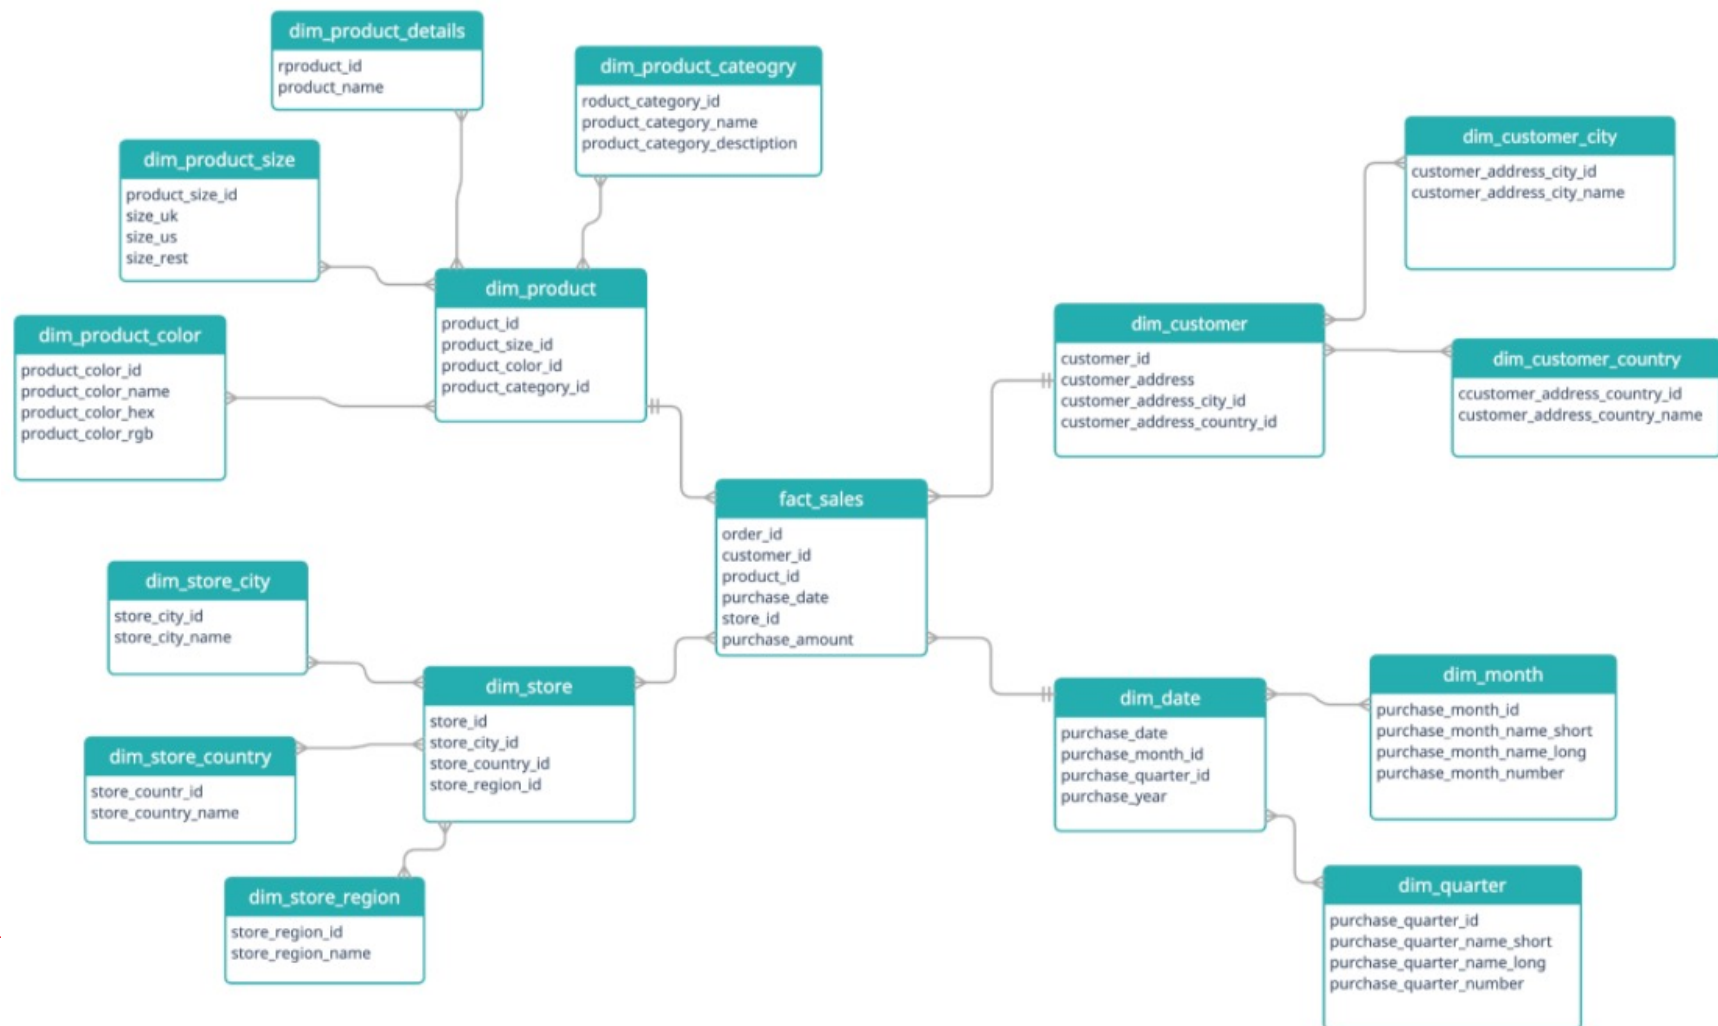 dim_product_details
rproduct_id
product_name
dim_product_cateogry
roduct_category_id
product_category_name
product_category_desctiption
dim_customer_city
customer_address_city_id
customer_address_city_name
dim_product_size
product_size_id
size_uk
size_us
size_rest
dim_product
product_id
product_size_id
product_color_id
product_category_id
dim_customer
customer_id
customer_address
customer_address_city_id
customer_address_country_id
dim_product_color
product_color_id
product_color_name
product_color_hex
product_color_rgb
dim_customer_country
ccustomer_address_country_id
customer_address_country_name
fact_sales
order_id
customer_id
product_id
purchase_date
store_id
purchase_amount
dim_store_city
store_city_id
store_city_name
dim_store
store_id
store_city_id
store_country_id
store_region_id
dim_date
purchase_date
purchase_month_id
purchase_quarter_id
purchase_year
dim_month
purchase_month_id
purchase_month_name_short
purchase_month_name_long
purchase_month_number
dim_store_country
store_countr_id
store_country_name
dim_store_region
store_region_id
store_region_name
dim_quarter
purchase_quarter_id
purchase_quarter_name_short
purchase_quarter_name_long
purchase_quarter_number